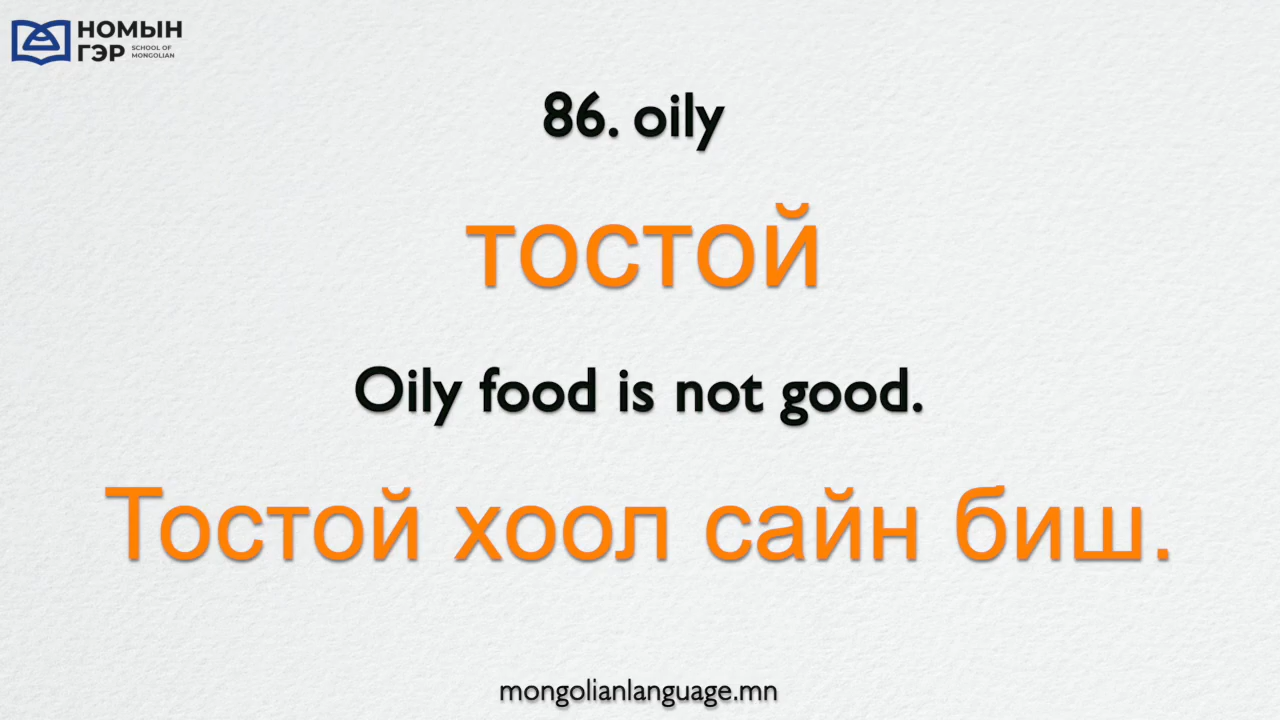 НОМЫН
ГЭР SCHOOL OF
MONGOLIAN
86. oily
тостой
Oily food is not good.
Тостой хоол сайн биш.
mongolianlanguage.mn